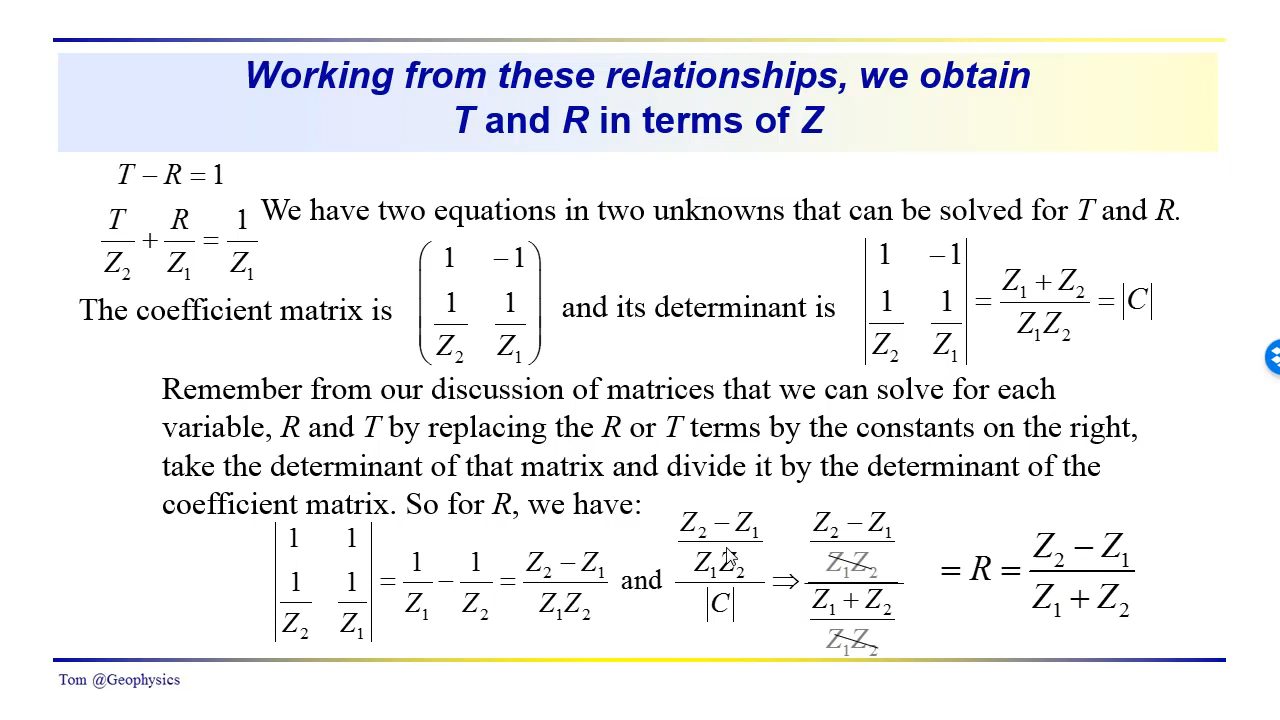 Working from these relationships, we obtain
T and R in terms of Z
T − R = 1
T/Z₂ + R/Z₁ = 1/Z₁
We have two equations in two unknowns that can be solved for T and R.
The coefficient matrix is ( 1 −1 ; 1/Z₂ 1/Z₁ ) and its determinant is | 1 −1 ; 1/Z₂ 1/Z₁ | = (Z₁ + Z₂)/(Z₁Z₂) = |C|
Remember from our discussion of matrices that we can solve for each
variable, R and T by replacing the R or T terms by the constants on the right,
take the determinant of that matrix and divide it by the determinant of the
coefficient matrix. So for R, we have:
| 1 1 ; 1/Z₂ 1/Z₁ | = 1/Z₁ − 1/Z₂ = (Z₂ − Z₁)/(Z₁Z₂) and ((Z₂ − Z₁)/(Z₁Z₂))/|C| ⇒ ((Z₂ − Z₁)/(Z₁Z₂))/((Z₁ + Z₂)/(Z₁Z₂)) = R = (Z₂ − Z₁)/(Z₁ + Z₂)
Tom @Geophysics